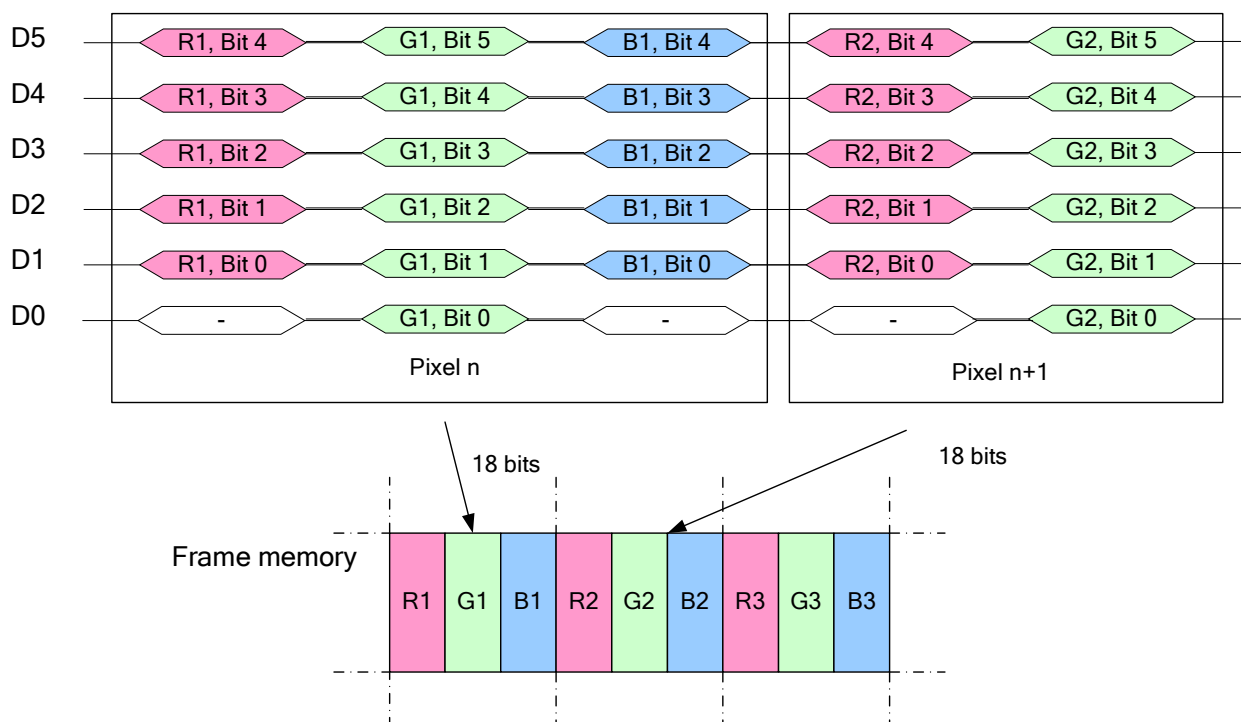 D5 R1, Bit 4 G1, Bit 5 B1, Bit 4 R2, Bit 4 G2, Bit 5
D4 R1, Bit 3 G1, Bit 4 B1, Bit 3 R2, Bit 3 G2, Bit 4
D3 R1, Bit 2 G1, Bit 3 B1, Bit 2 R2, Bit 2 G2, Bit 3
D2 R1, Bit 1 G1, Bit 2 B1, Bit 1 R2, Bit 1 G2, Bit 2
D1 R1, Bit 0 G1, Bit 1 B1, Bit 0 R2, Bit 0 G2, Bit 1
D0 - G1, Bit 0 - - G2, Bit 0
Pixel n Pixel n+1
18 bits 18 bits
Frame memory
R1 G1 B1 R2 G2 B2 R3 G3 B3